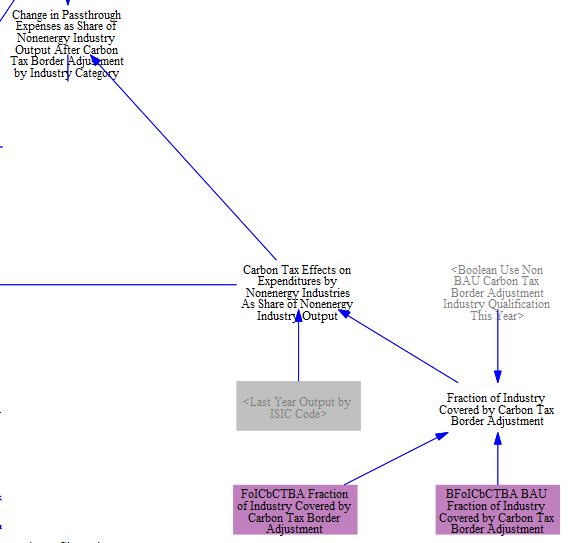 Change in Passthrough
Expenses as Share of
Nonenergy Industry
Output After Carbon
Tax Border Adjustment
by Industry Category
Carbon Tax Effects on
Expenditures by
Nonenergy Industries
As Share of Nonenergy
Industry Output
<Boolean Use Non
BAU Carbon Tax
Border Adjustment
Industry Qualification
This Year>
<Last Year Output by
ISIC Code>
Fraction of Industry
Covered by Carbon Tax
Border Adjustment
FoICbCTBA Fraction
of Industry Covered by
Carbon Tax Border
Adjustment
BFoICbCTBA BAU
Fraction of Industry
Covered by Carbon Tax
Border Adjustment